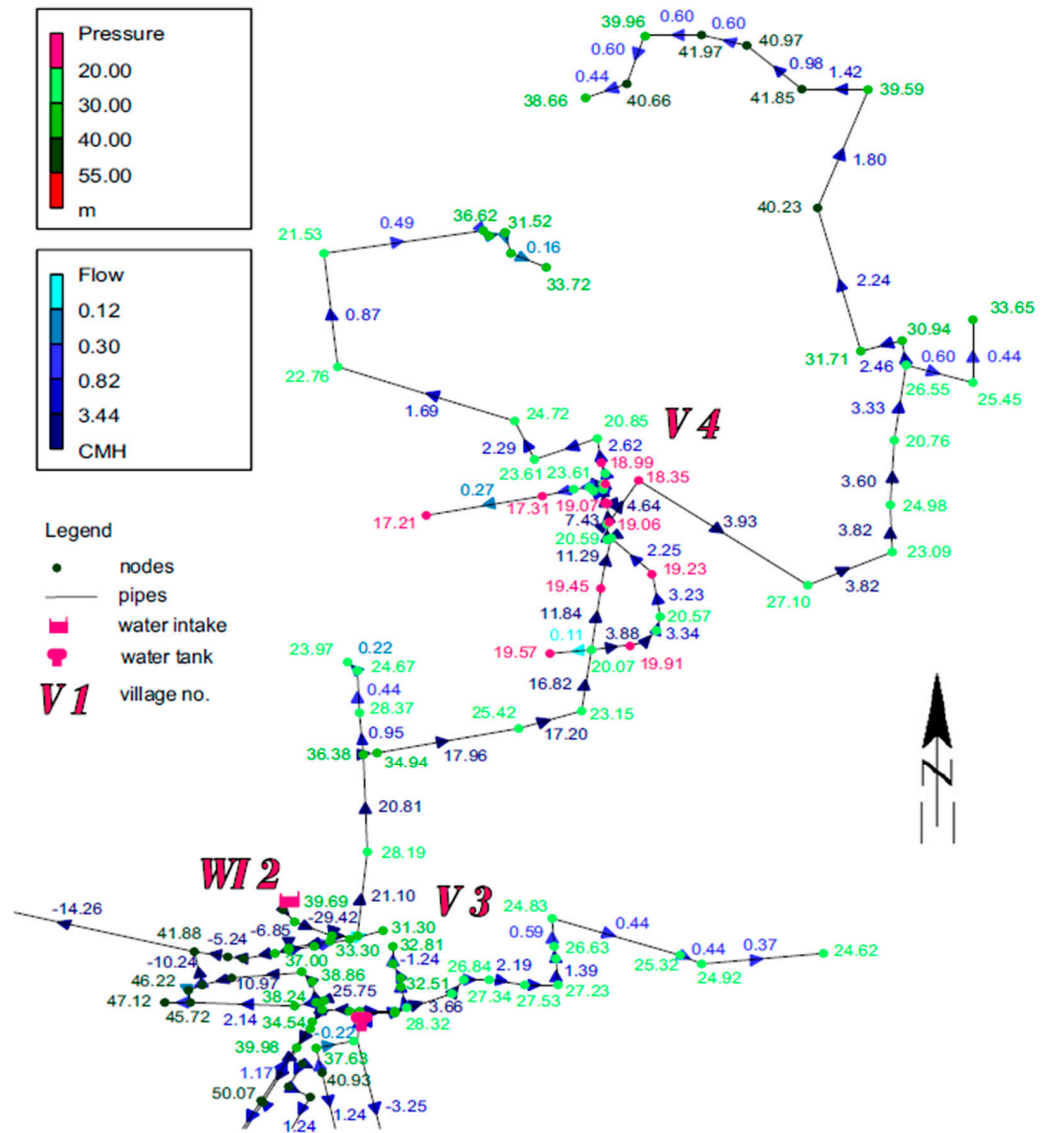 Pressure
20.00
30.00
40.00
55.00
m
Flow
0.12
0.30
0.82
3.44
CMH
Legend
nodes
pipes
water intake
water tank
V 1 village no.
39.96 0.60 0.60
40.97
41.97
0.60
0.98
1.42
0.44
38.66 40.66 41.85 39.59
1.80
40.23
36.62 31.52
0.49
21.53
0.16
33.72
2.24
33.65
0.87
30.94
31.71 2.46 0.60 0.44
22.76
26.55 25.45
1.69
24.72
20.85
V 4
3.33
2.29 2.62
20.76
23.61 23.61 18.99 18.35
0.27
3.60
17.21 17.31 19.07 4.64
24.98
7.43 19.06 3.93
20.59
3.82
11.29 2.25
23.09
19.45 19.23
27.10 3.82
11.84 3.23
20.57
0.11 3.88 3.34
19.57 20.07 19.91
23.97 0.22
24.67
16.82
0.44
28.37
25.42 23.15
0.95
17.20
36.38 34.94 17.96
20.81
28.19
WI 2
21.10
V 3
39.69
24.83
-14.26
-29.42
31.30
0.59 0.44
41.88 -5.24 -6.85
33.30 32.81
26.63
-10.24 37.00 -1.24
26.84 2.19
0.44 0.37 24.62
46.22 38.86 32.51
1.39
25.32 24.92
10.97 25.75
27.34 27.53 27.23
47.12 45.72 2.14 38.24
3.66
34.54 28.32
-0.22
39.98 37.63
1.17
40.93
50.07
1.24 1.24 -3.25
N